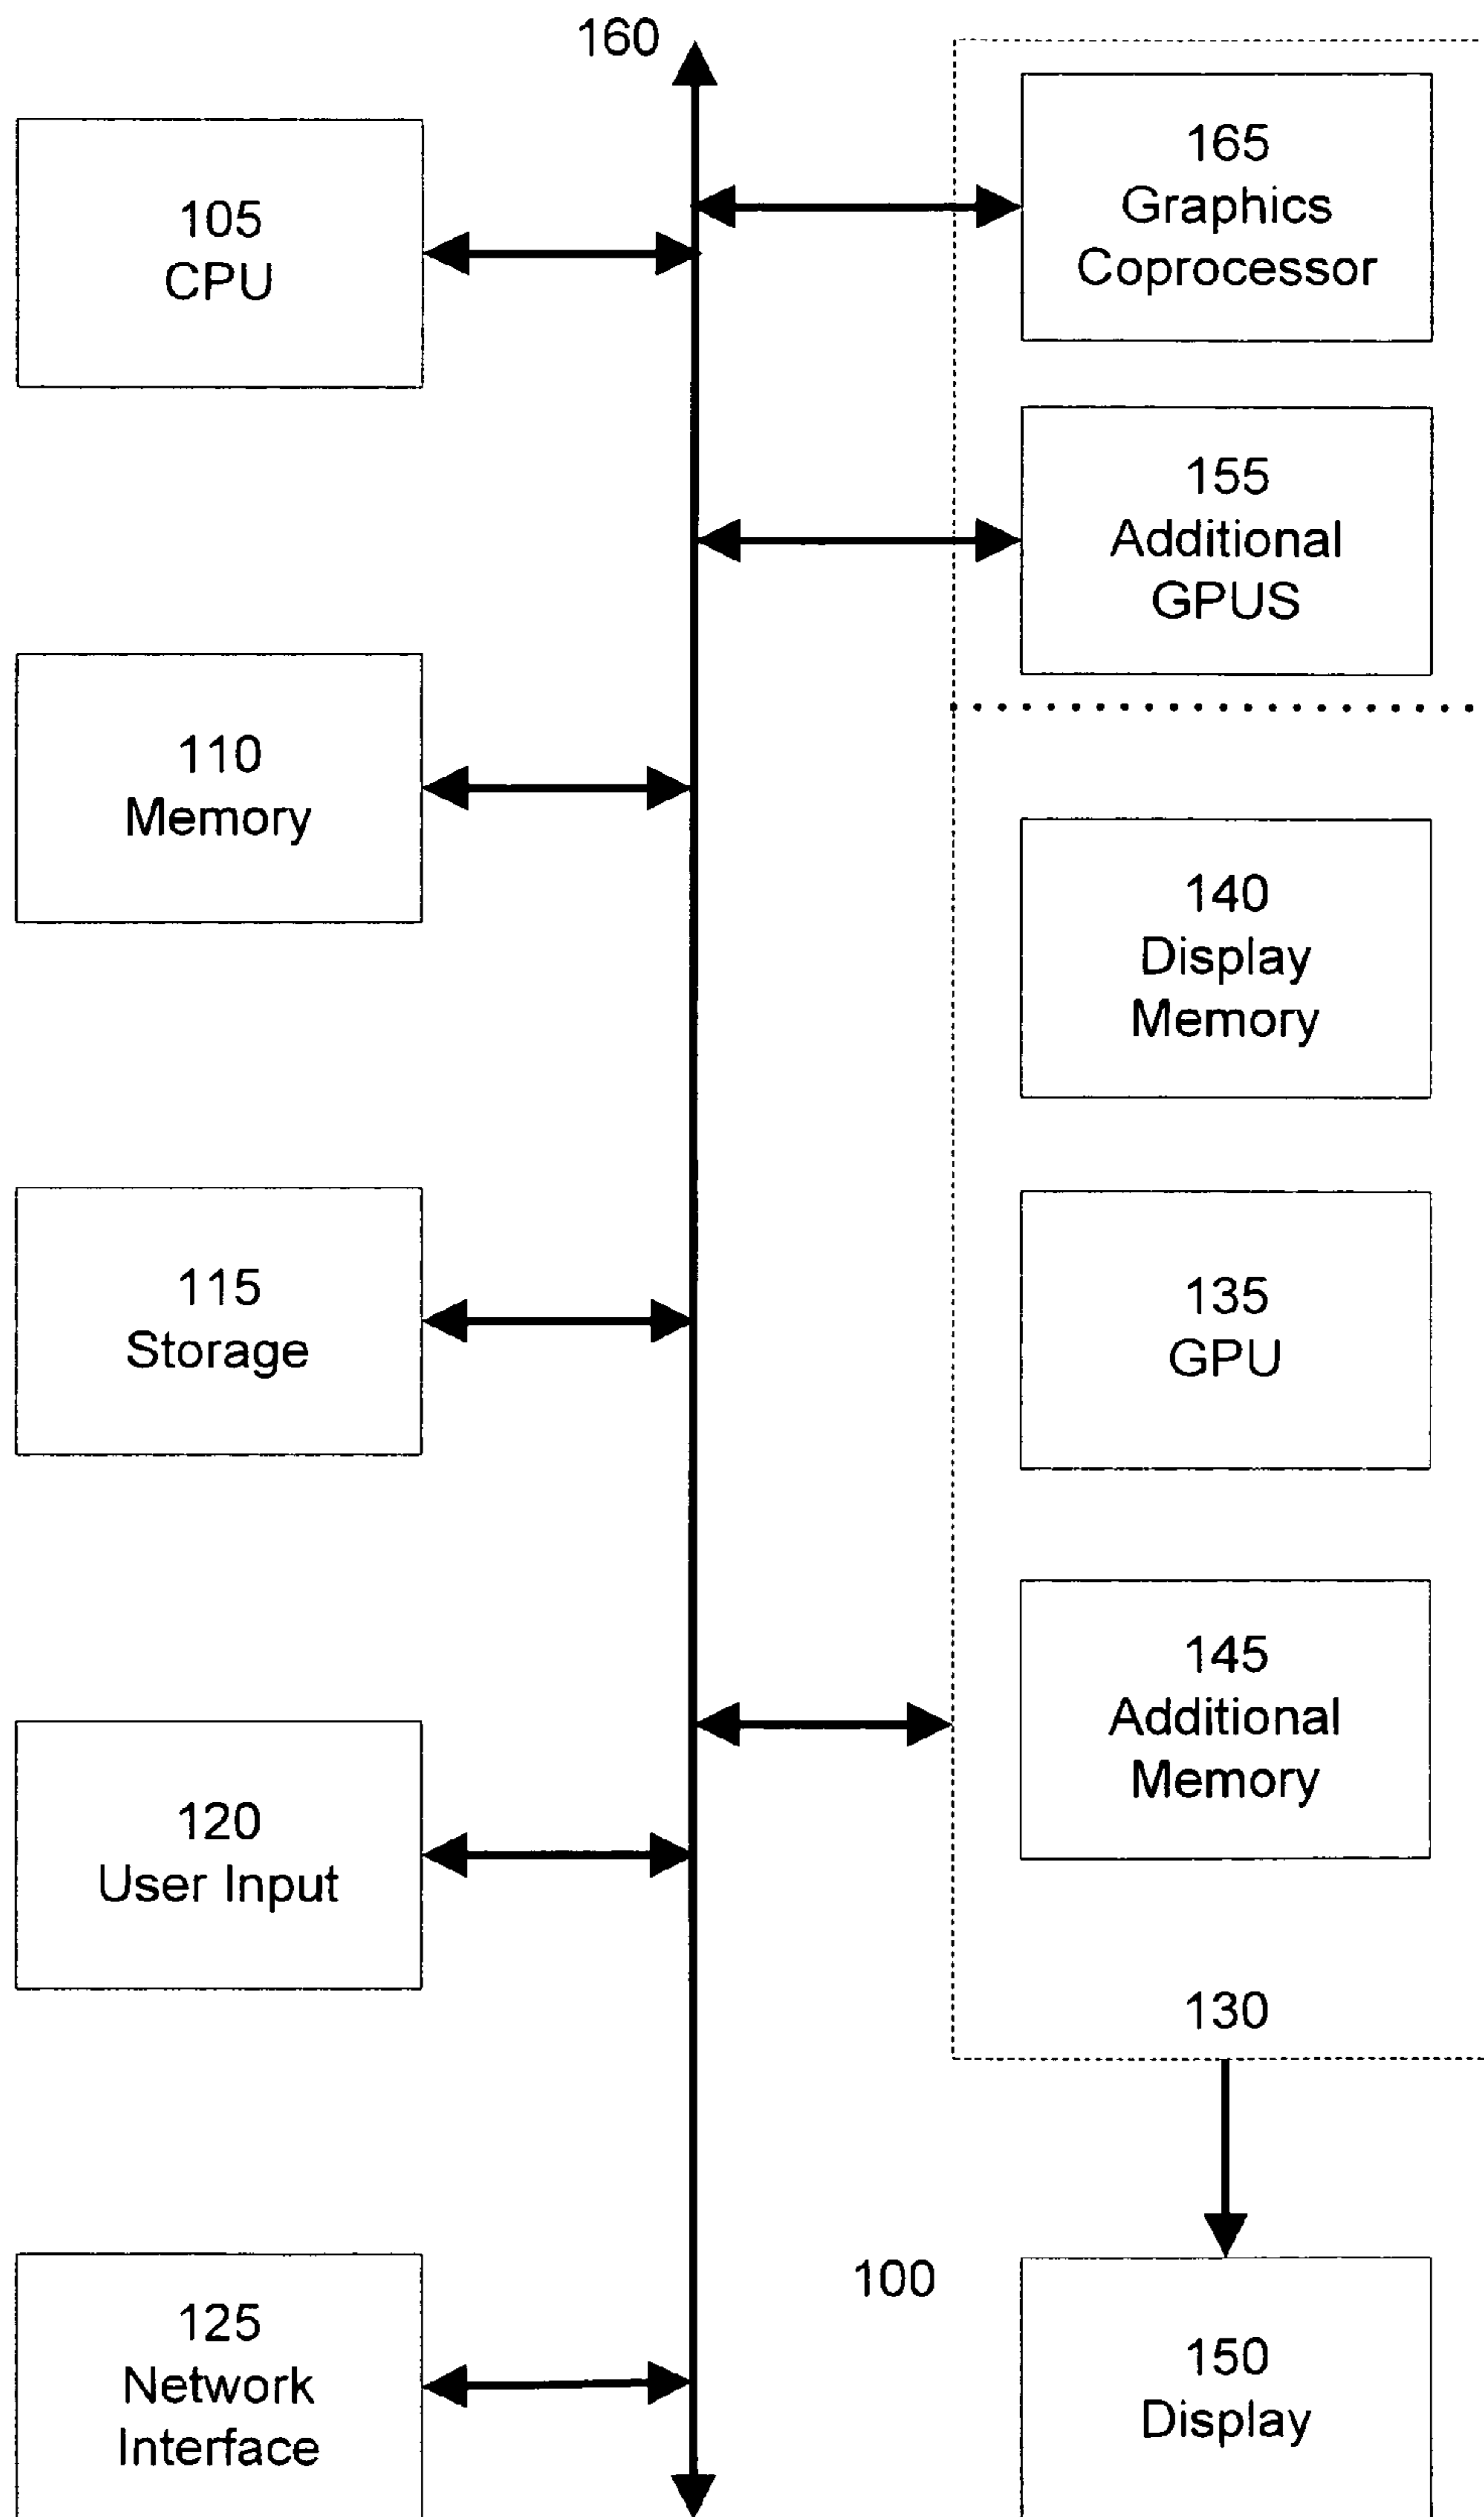 160
105
CPU
110
Memory
115
Storage
120
User Input
125
Network
Interface
165
Graphics
Coprocessor
155
Additional
GPUS
140
Display
Memory
135
GPU
145
Additional
Memory
130
100
150
Display